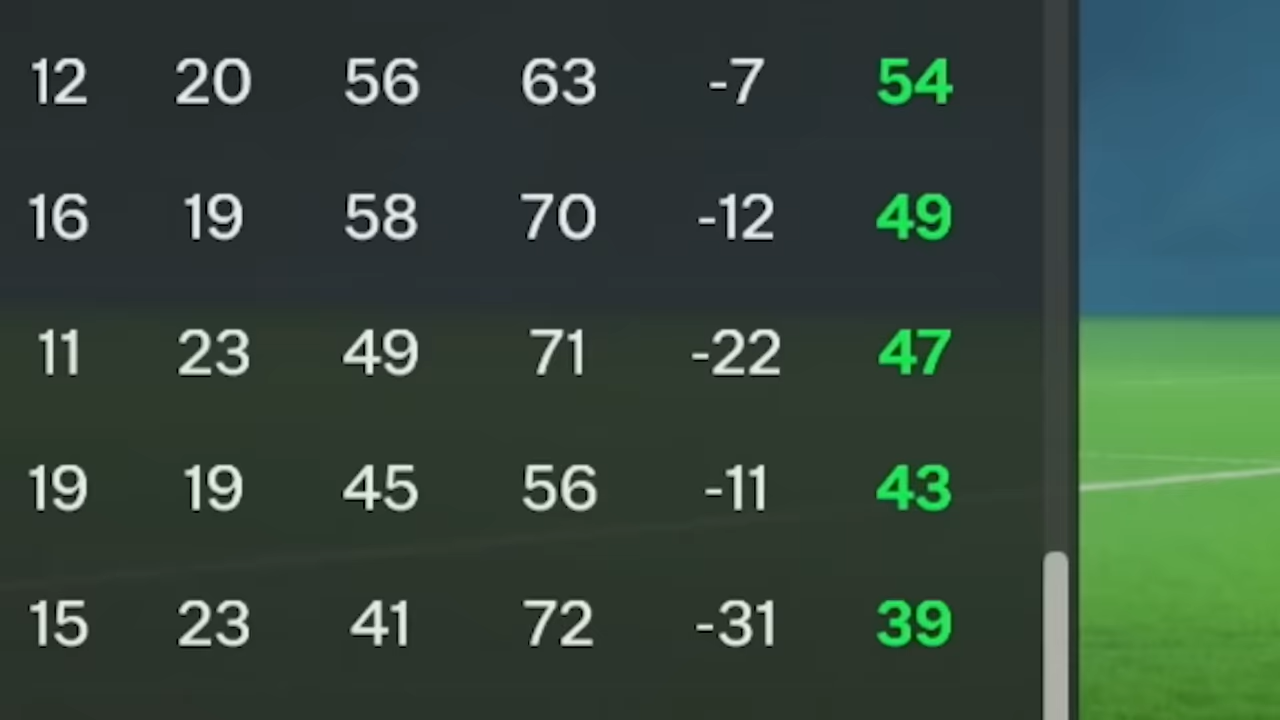 12 20 56 63 -7 54
16 19 58 70 -12 49
11 23 49 71 -22 47
19 19 45 56 -11 43
15 23 41 72 -31 39